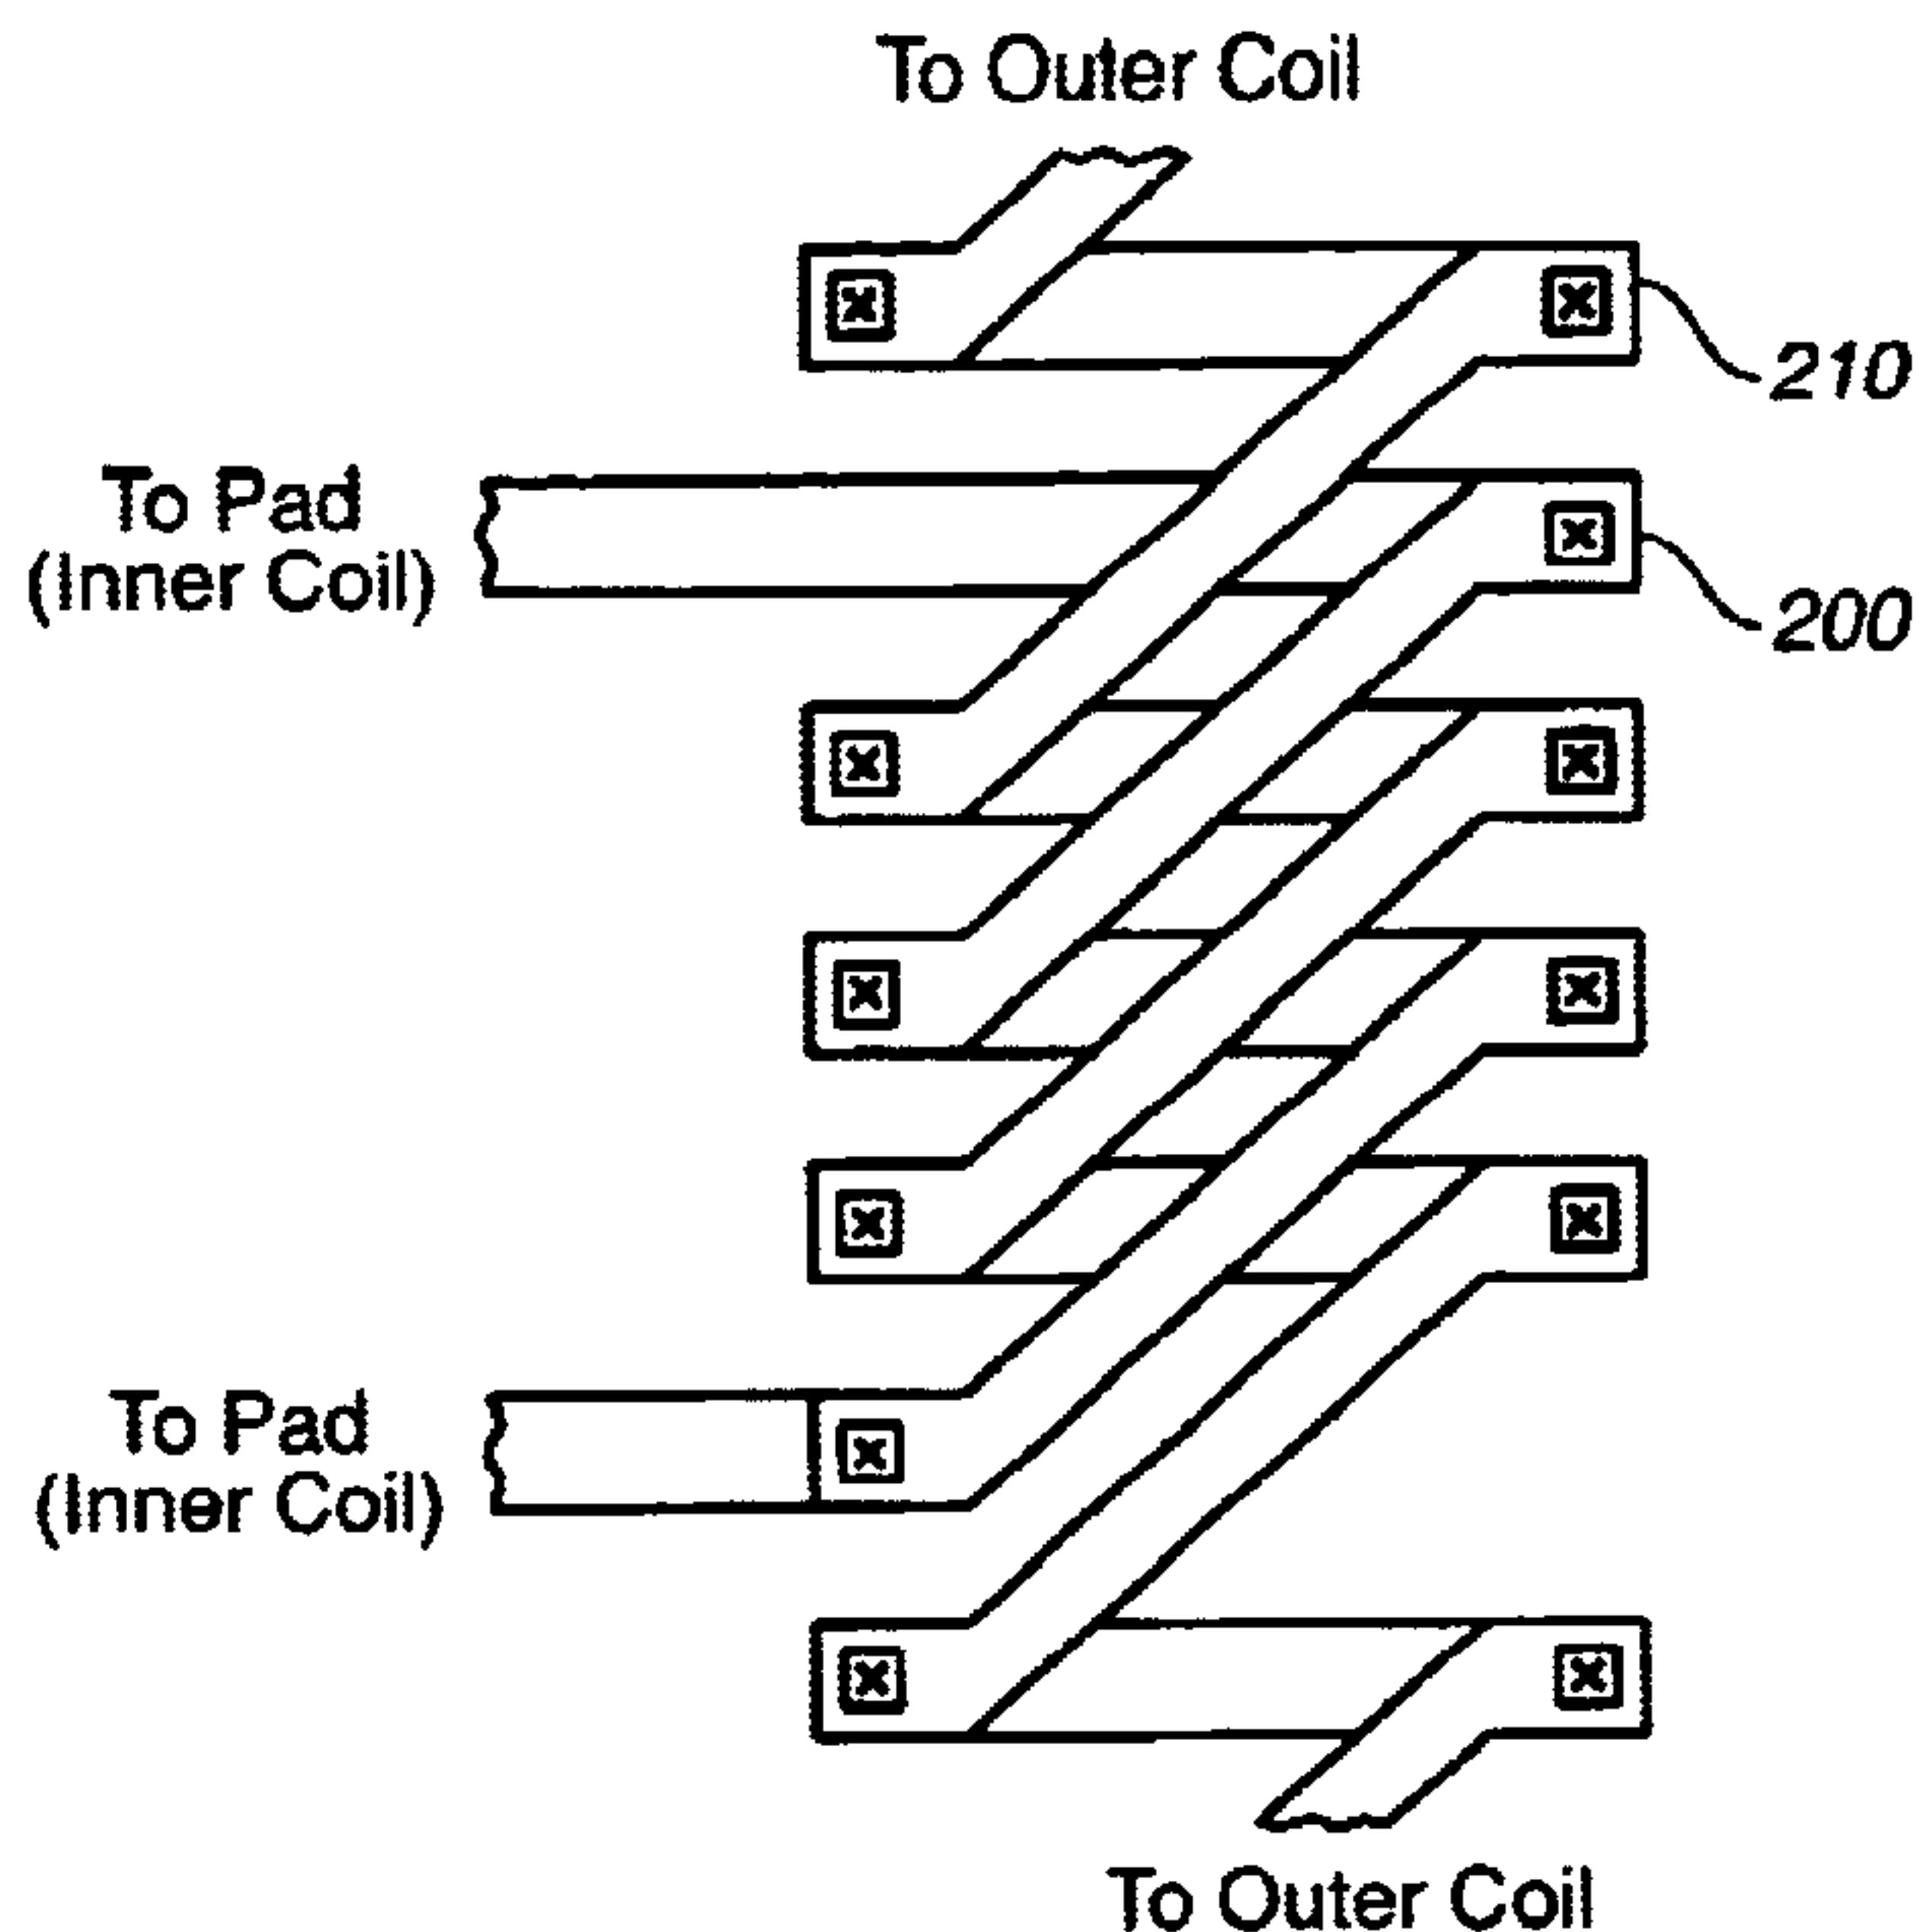 To Outer Coil
210
To Pad
(Inner Coil)
200
To Pad
(Inner Coil)
To Outer Coil